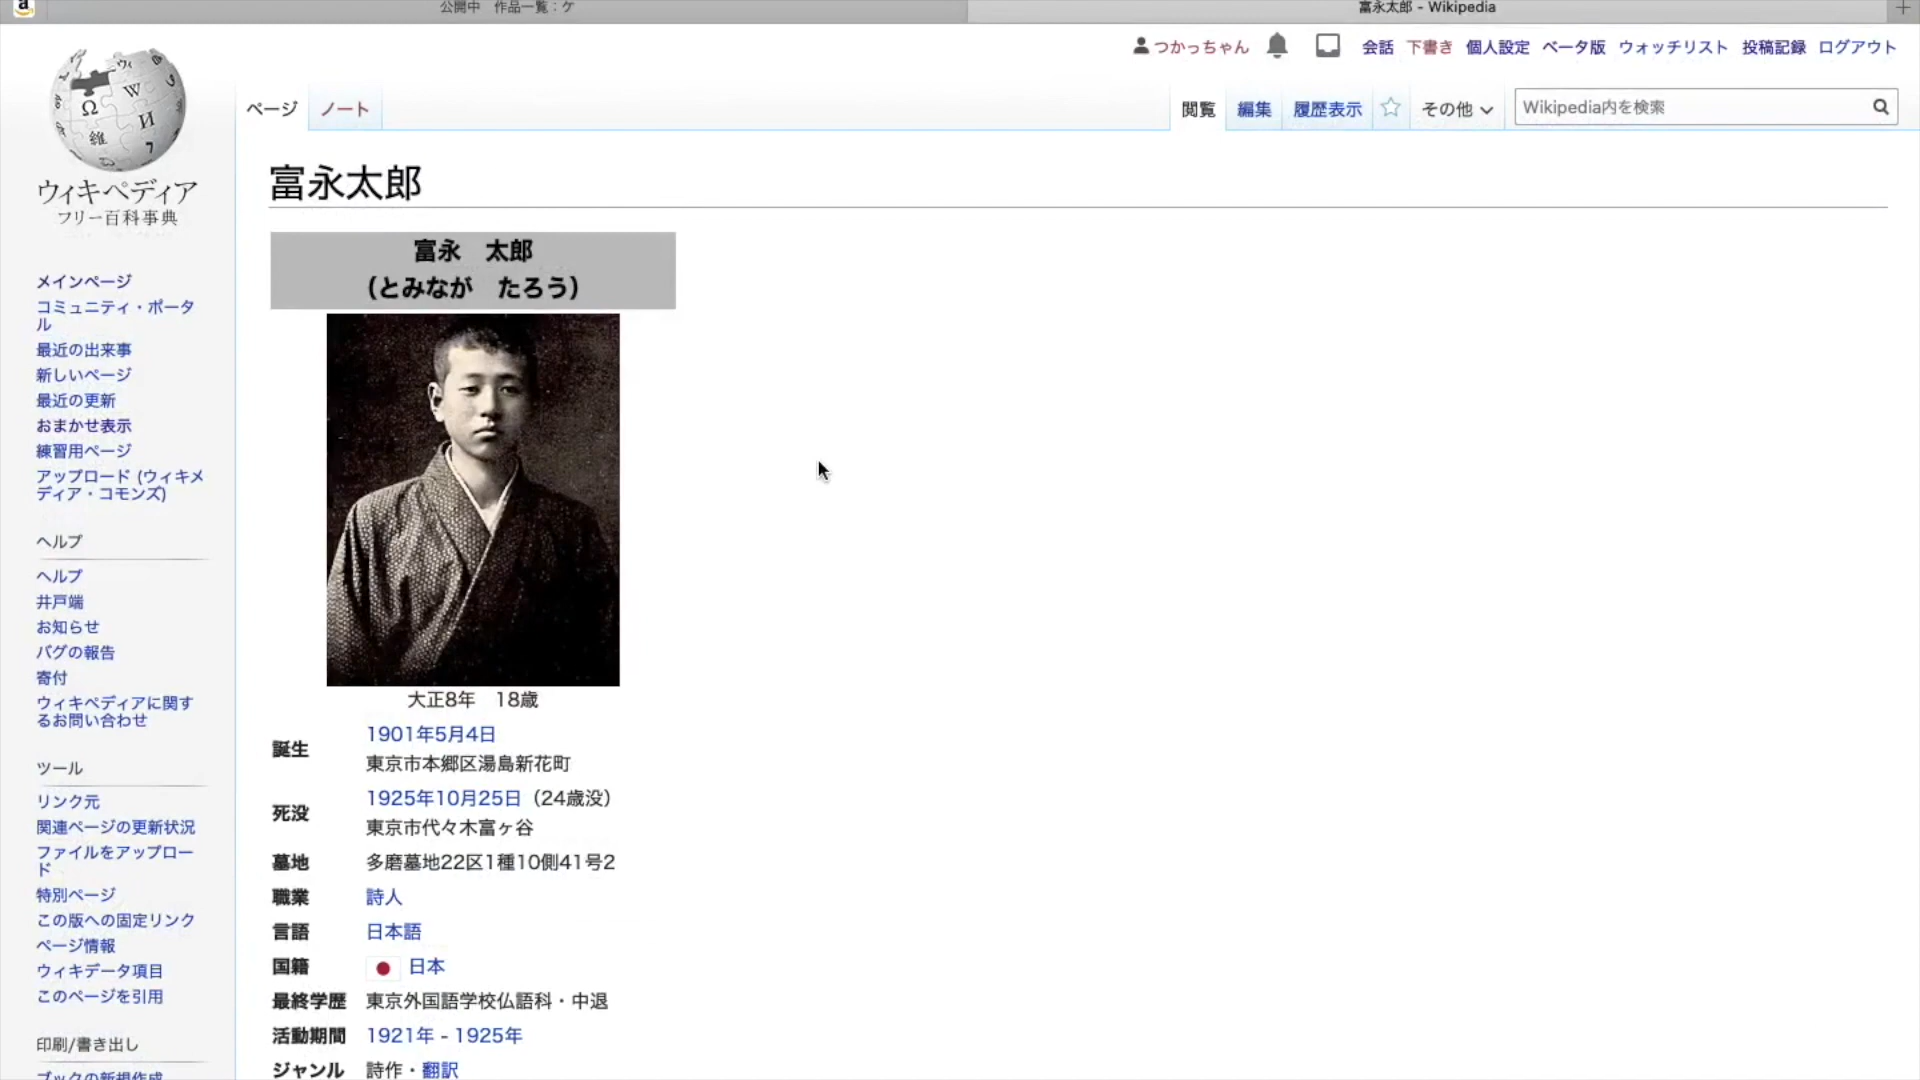 公開中　作品一覧：ケ
富永太郎 - Wikipedia
つかっちゃん
会話 下書き 個人設定 ベータ版 ウォッチリスト 投稿記録 ログアウト
ウィキペディア
フリー百科事典
ページ ノート
閲覧 編集 履歴表示 その他
Wikipedia内を検索
メインページ
コミュニティ・ポータ
ル
最近の出来事
新しいページ
最近の更新
おまかせ表示
練習用ページ
アップロード (ウィキメ
ディア・コモンズ)
ヘルプ
ヘルプ
井戸端
お知らせ
バグの報告
寄付
ウィキペディアに関す
るお問い合わせ
ツール
リンク元
関連ページの更新状況
ファイルをアップロー
ド
特別ページ
この版への固定リンク
ページ情報
ウィキデータ項目
このページを引用
印刷/書き出し
ブックの新規作成
富永太郎
富永　太郎
（とみなが　たろう）
大正8年　18歳
誕生
1901年5月4日
東京市本郷区湯島新花町
死没
1925年10月25日（24歳没）
東京市代々木富ヶ谷
墓地 多磨墓地22区1種10側41号2
職業 詩人
言語 日本語
国籍 日本
最終学歴 東京外国語学校仏語科・中退
活動期間 1921年 - 1925年
ジャンル 詩作・翻訳